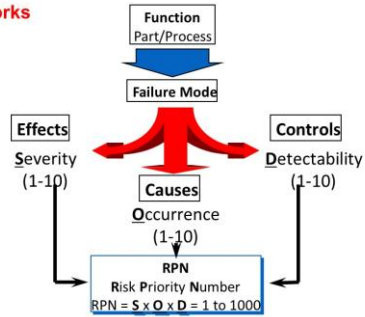 orks
Function
Part/Process
Failure Mode
Effects
Severity
(1-10)
Causes
Occurrence
(1-10)
Controls
Detectability
(1-10)
RPN
Risk Priority Number
RPN = S x O x D = 1 to 1000